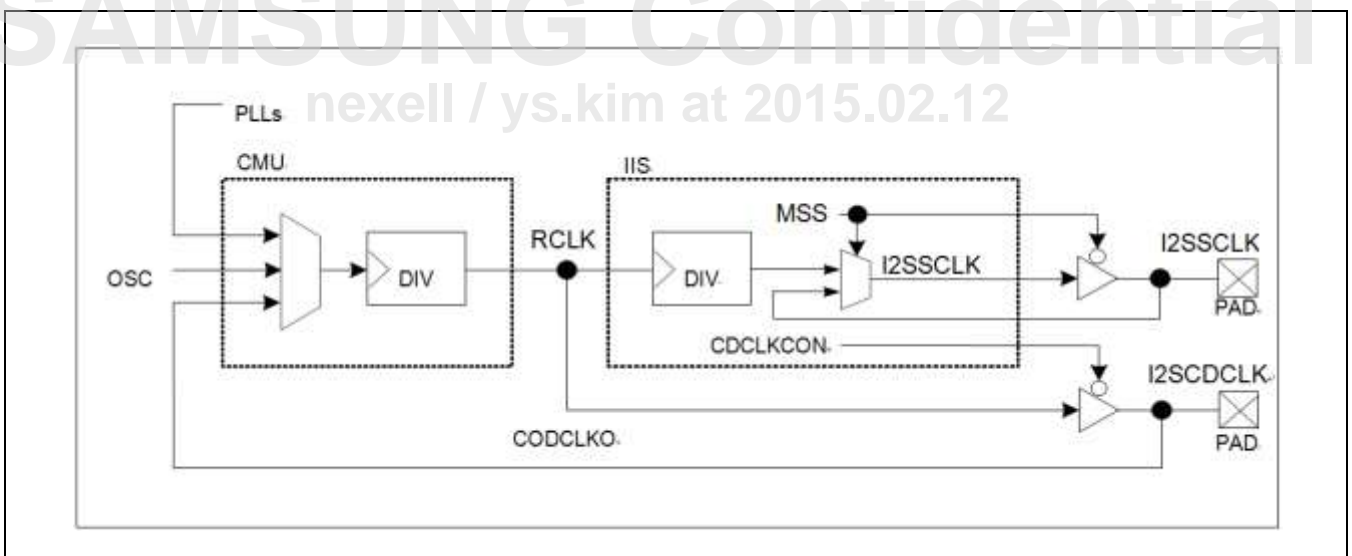 SAMSUNG Confidential
nexell / ys.kim at 2015.02.12
PLLs
CMU
IIS
MSS
RCLK
I2SSCLK
I2SSCLK
OSC
DIV
DIV
PAD
CDCLKCON
I2SCDCLK
CODCLKO
PAD